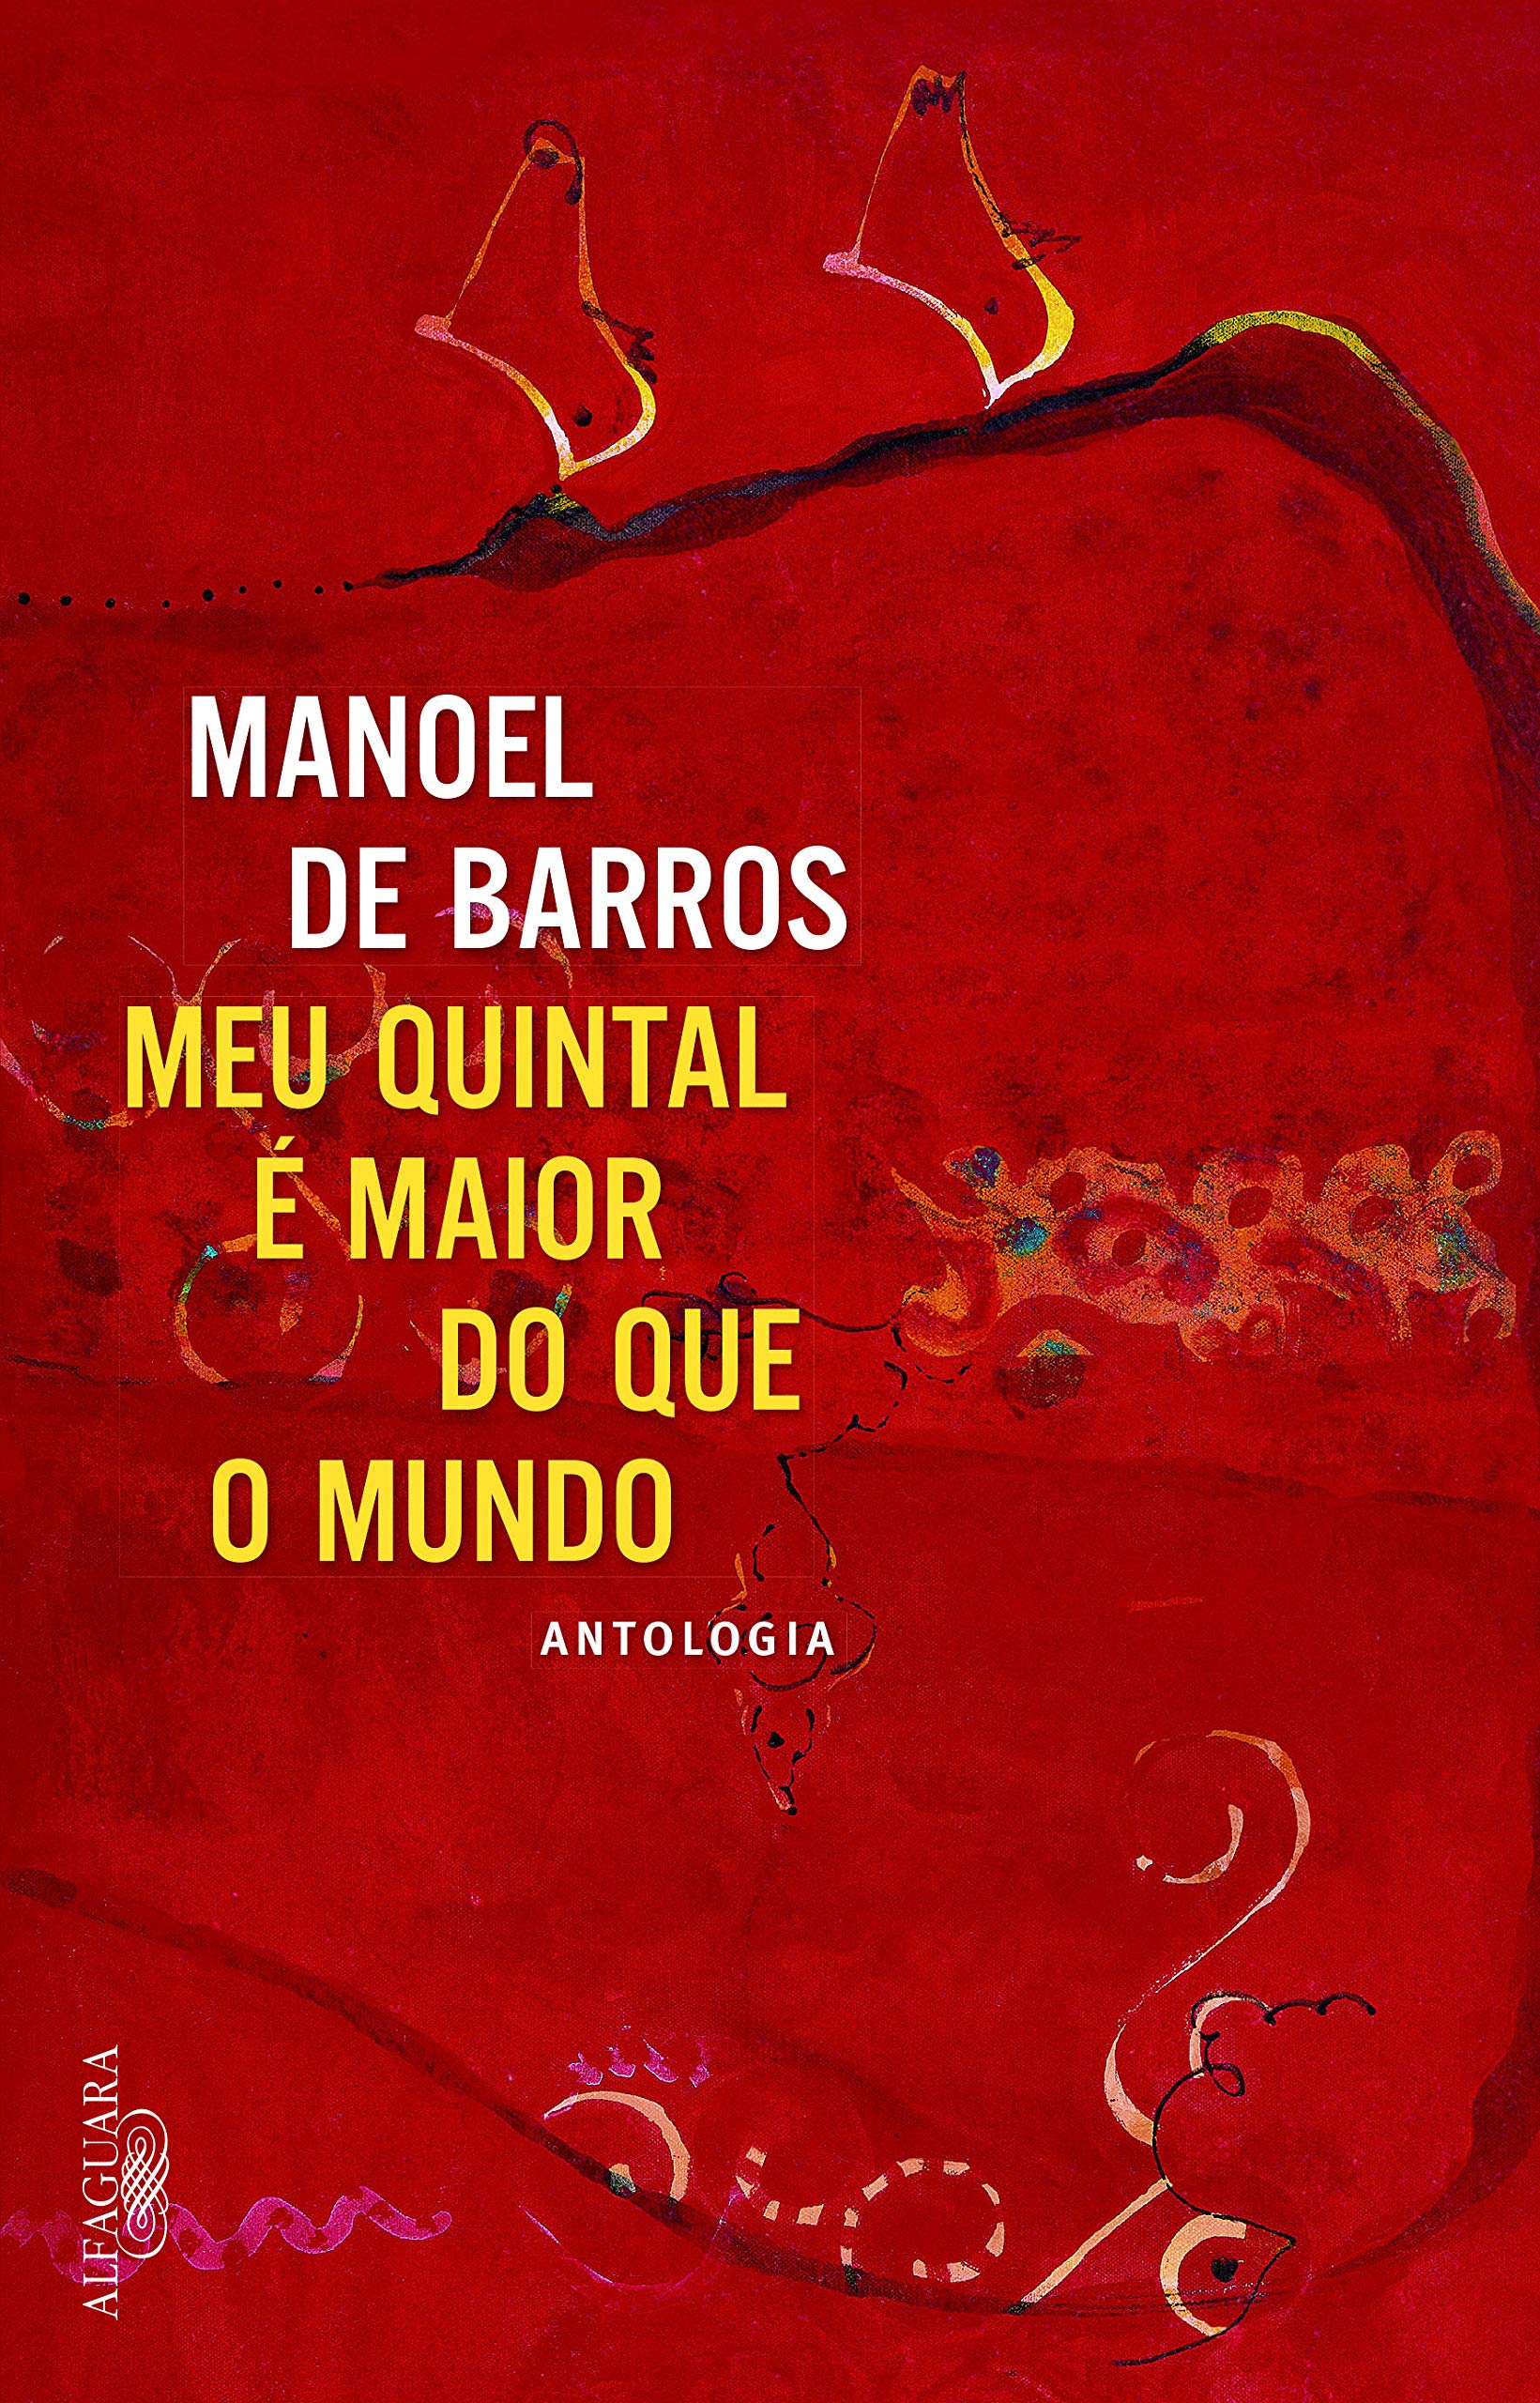 MANOEL
DE BARROS
MEU QUINTAL
É MAIOR
DO QUE
O MUNDO
ANTOLOGIA
ALFAGUARA